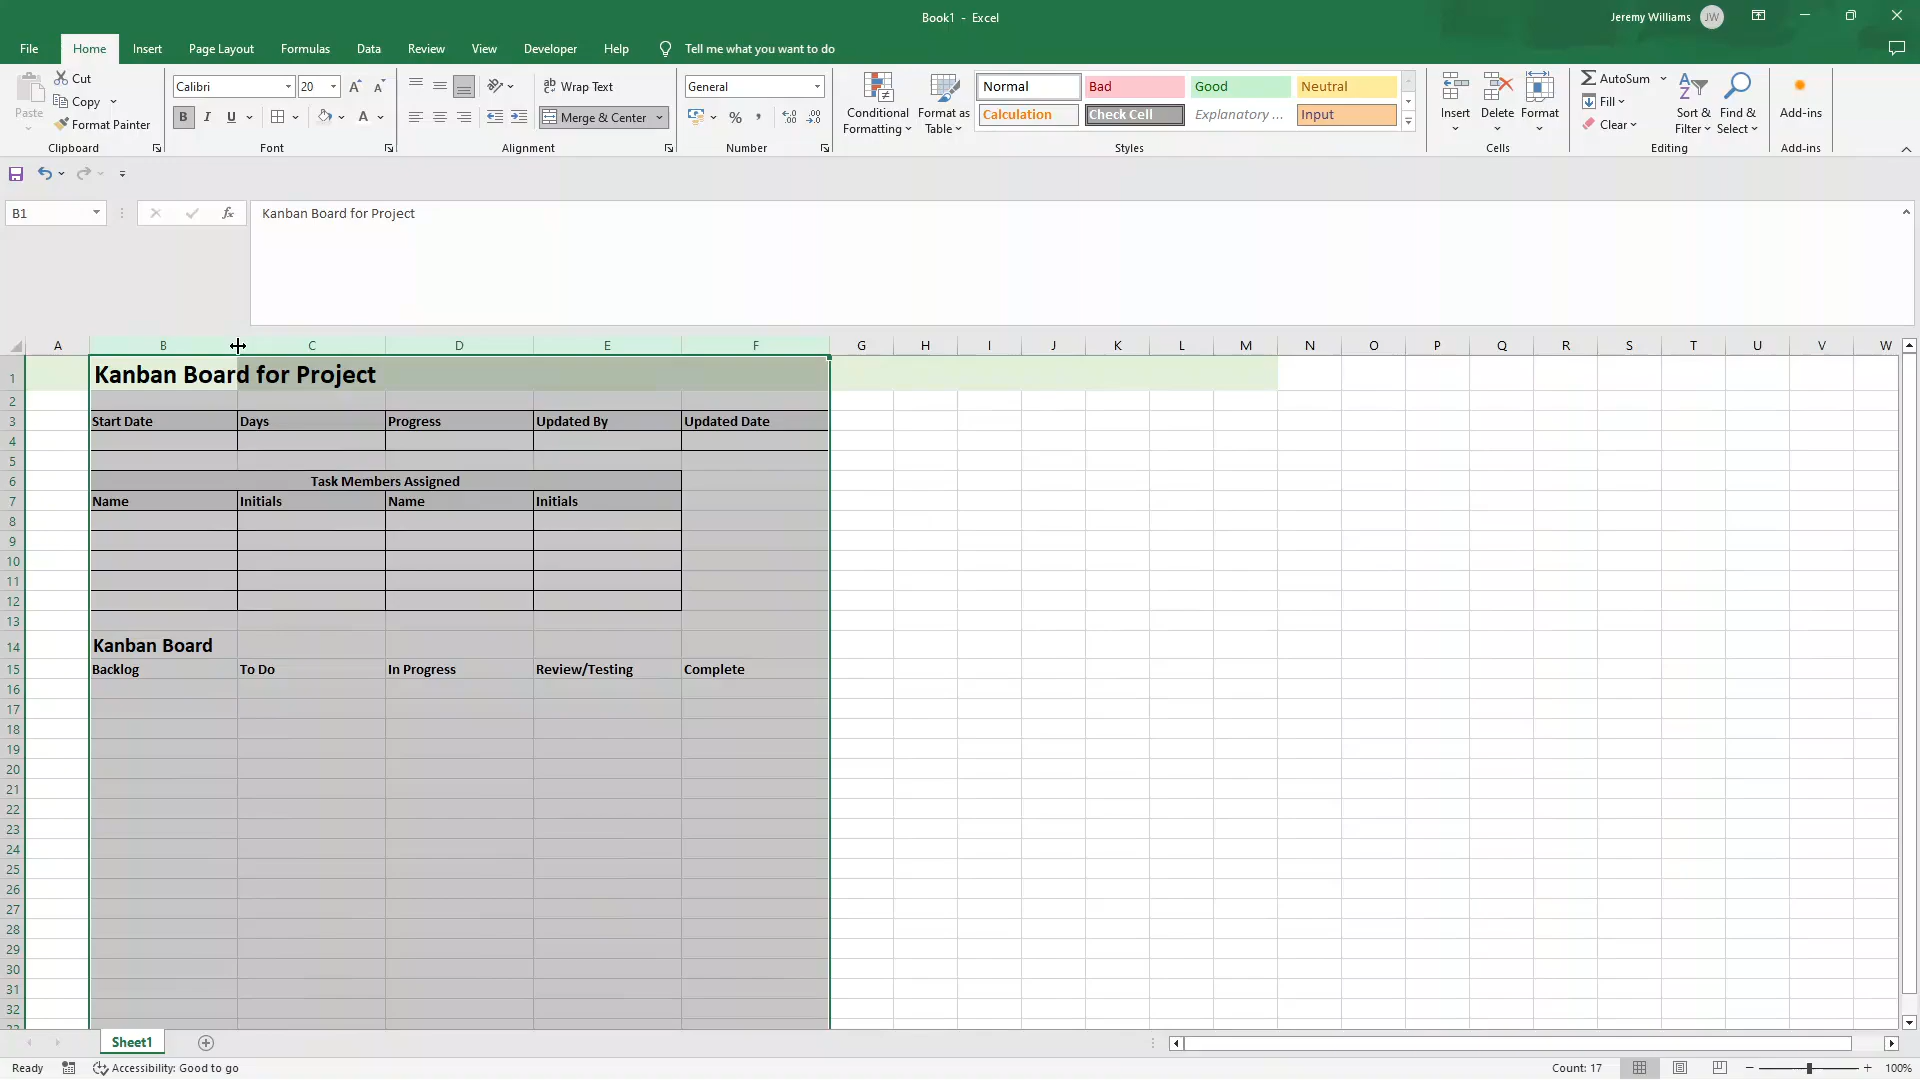 Book1 - Excel
Jeremy Williams JW
File Home Insert Page Layout Formulas Data Review View Developer Help Tell me what you want to do
Paste
Cut
Copy
Format Painter
Clipboard
Calibri 20 A A
B I U A
Font
ab Wrap Text
Merge & Center
Alignment
General
% ,
Number
Conditional Formatting
Format as Table
Normal Bad Good Neutral
Calculation Check Cell Explanatory ... Input
Styles
Insert Delete Format
Cells
AutoSum
Fill
Clear
Sort & Filter
Find & Select
Editing
Add-ins
Add-ins
B1 fx Kanban Board for Project
A B C D E F G H I J K L M N O P Q R S T U V W
1 Kanban Board for Project
2
3 Start Date Days Progress Updated By Updated Date
4
5
6 Task Members Assigned
7 Name Initials Name Initials
8
9
10
11
12
13
14 Kanban Board
15 Backlog To Do In Progress Review/Testing Complete
16
17
18
19
20
21
22
23
24
25
26
27
28
29
30
31
32
Sheet1
Ready Accessibility: Good to go Count: 17 100%